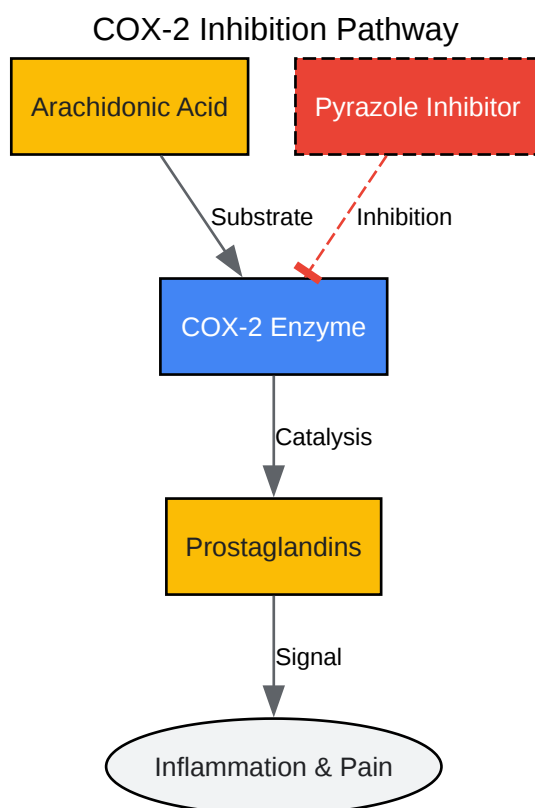 COX-2 Inhibition Pathway
Arachidonic Acid
Pyrazole Inhibitor
Substrate
Inhibition
COX-2 Enzyme
Catalysis
Prostaglandins
Signal
Inflammation & Pain